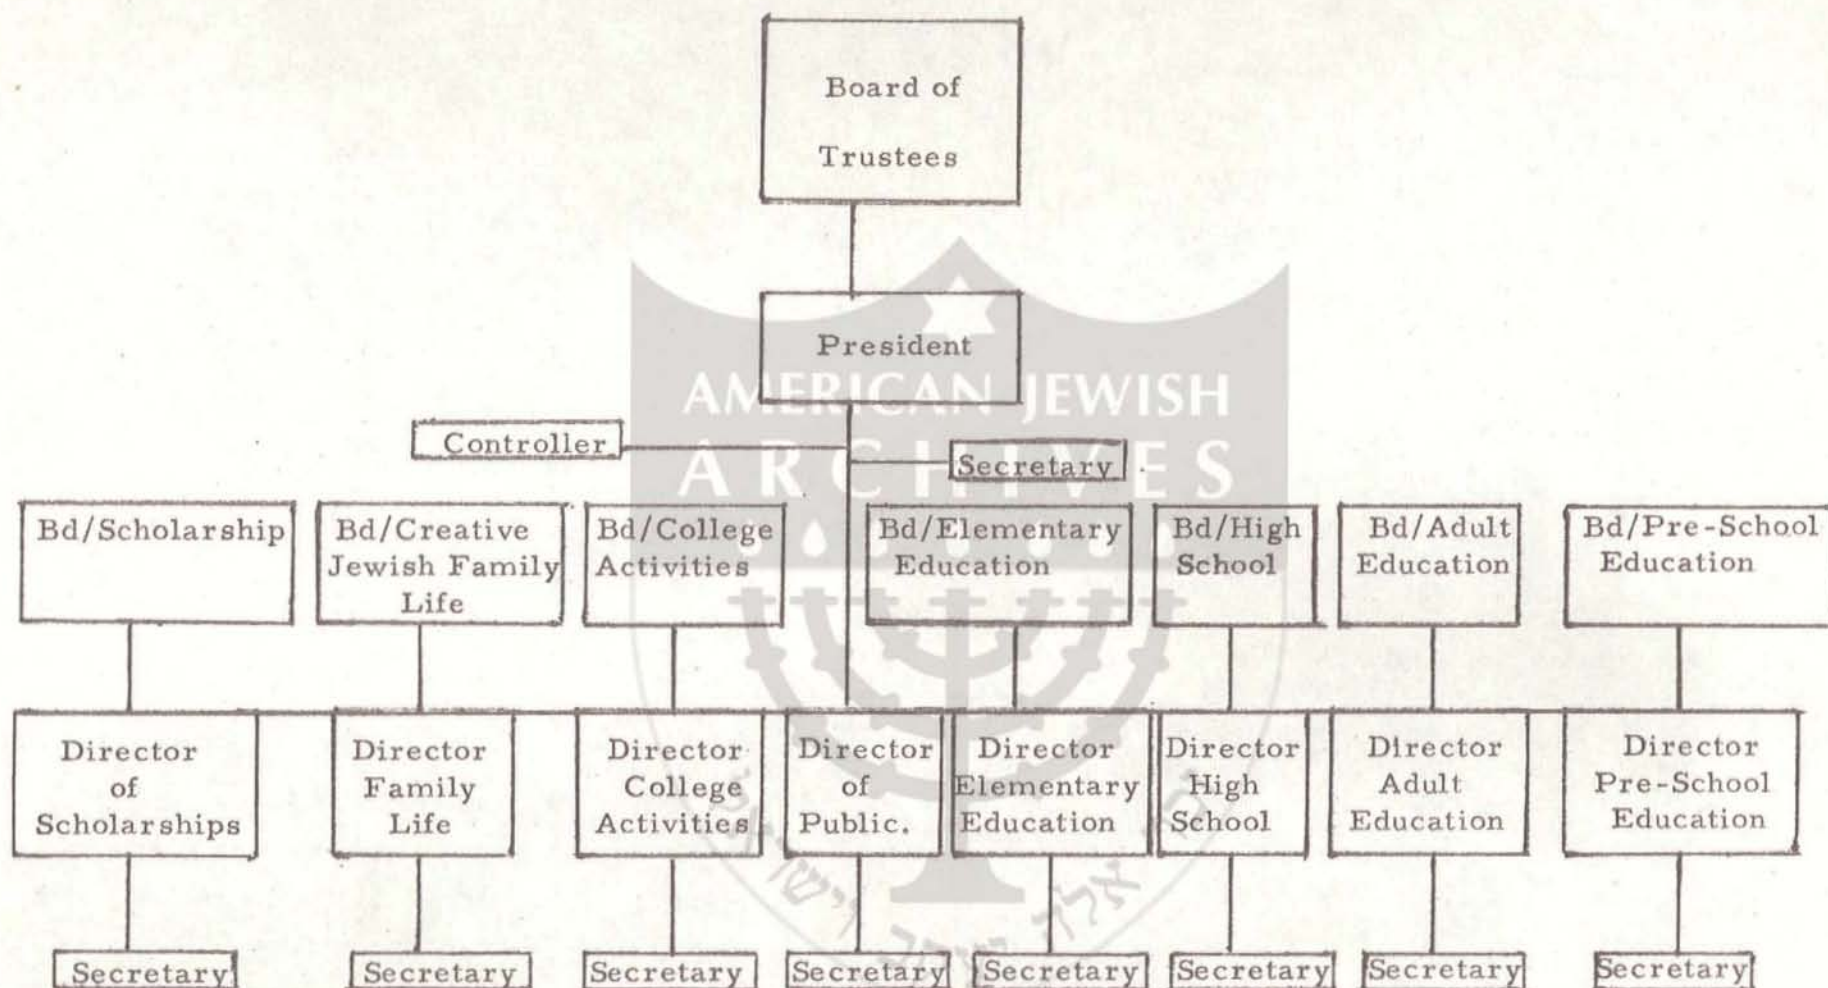 Board of
Trustees
President
AMERICAN JEWISH
ARCHIVES
Controller
Secretary
Bd/Scholarship
Bd/Creative
Jewish Family
Life
Bd/College
Activities
Bd/Elementary
Education
Bd/High
School
Bd/Adult
Education
Bd/Pre-School
Education
Director
of
Scholarships
Director
Family
Life
Director
College
Activities
Director
of
Public.
Director
Elementary
Education
Director
High
School
Director
Adult
Education
Director
Pre-School
Education
Secretary
Secretary
Secretary
Secretary
Secretary
Secretary
Secretary
Secretary